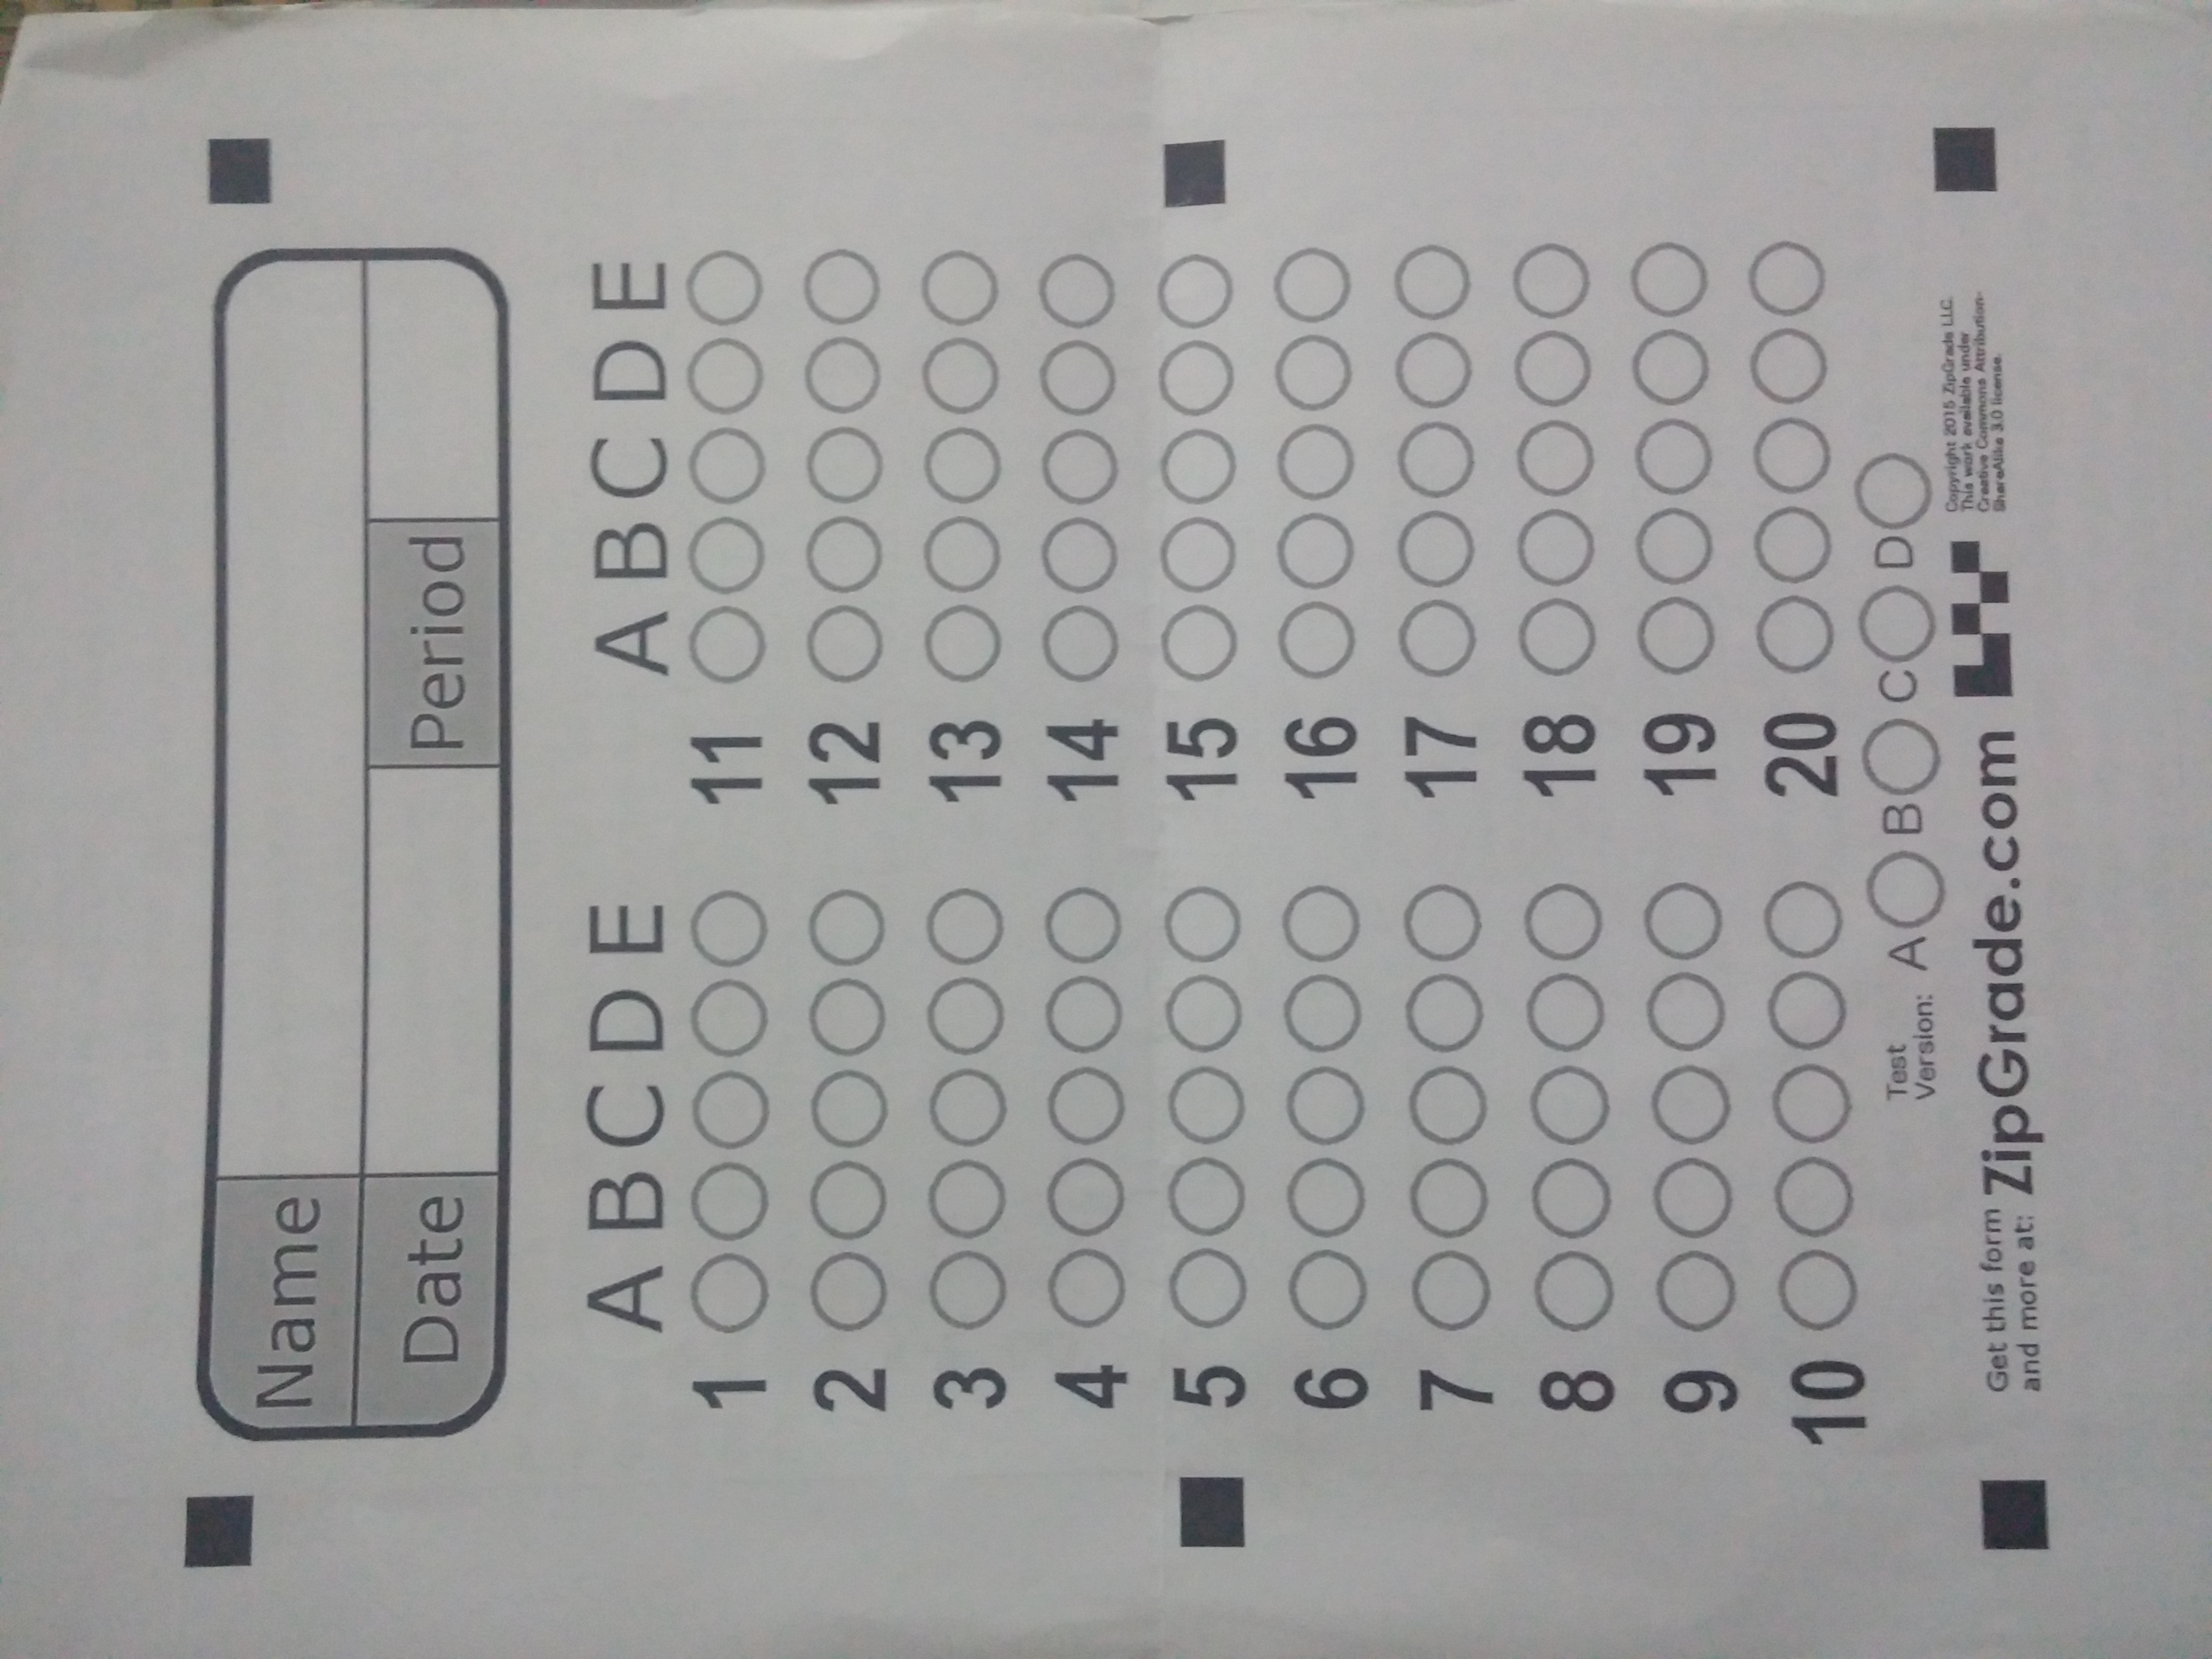 Name
Date Period
A B C D E A B C D E
1 11
2 12
3 13
4 14
5 15
6 16
7 17
8 18
9 19
10 20
Test
Version: A B C D
Get this form
and more at: ZipGrade.com
Copyright 2015 ZipGrade LLC.
This work available under
Creative Commons Attribution-
ShareAlike 3.0 license.